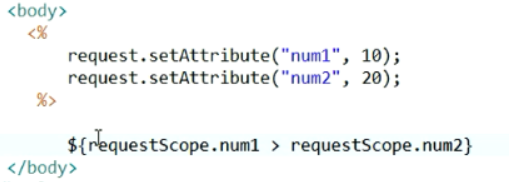 <body>
<%
request.setAttribute("num1", 10);
request.setAttribute("num2", 20);
%>
${requestScope.num1 > requestScope.num2}
</body>